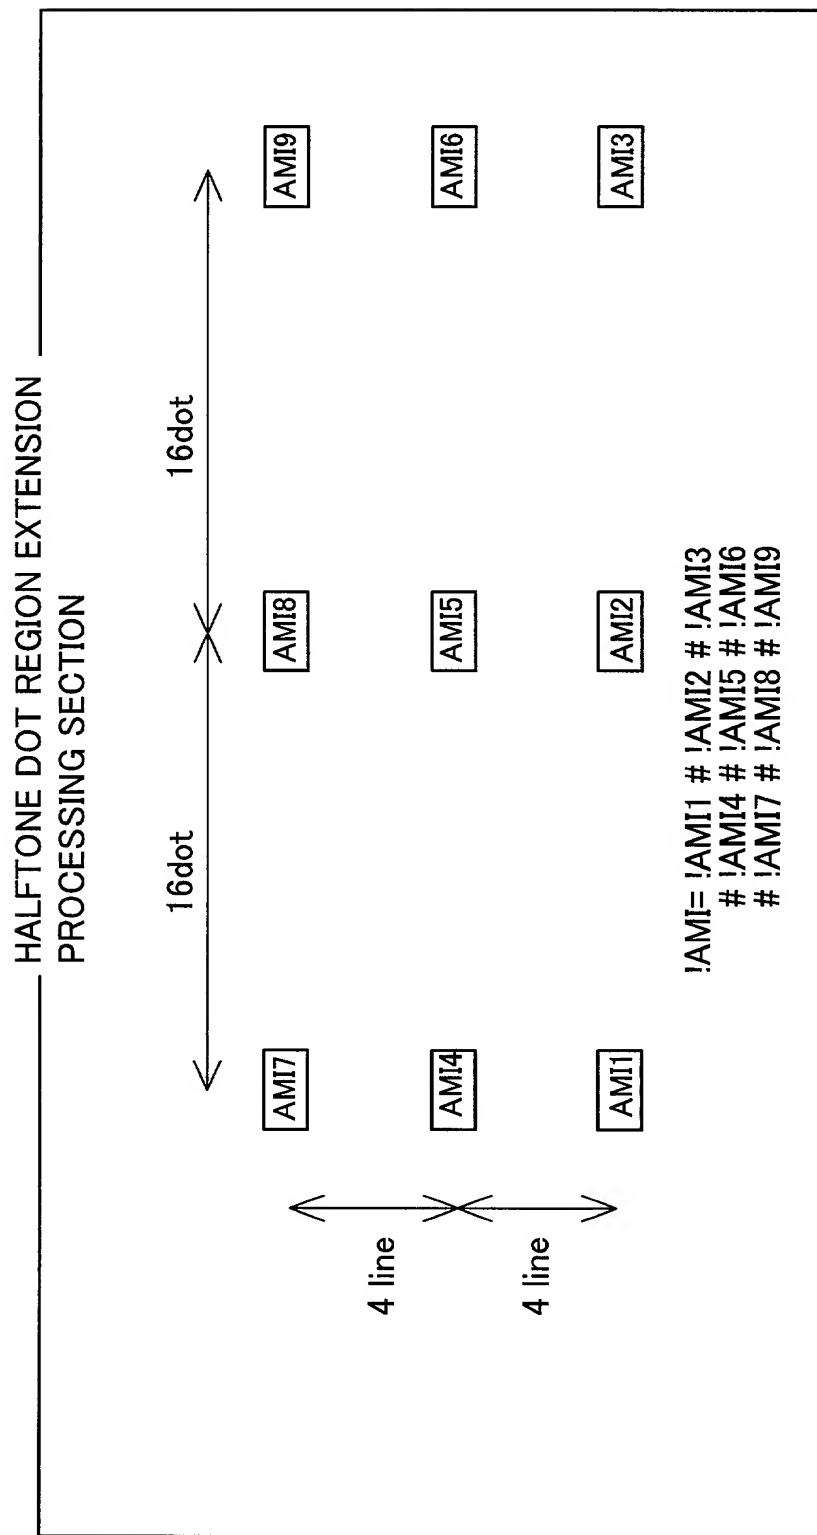 HALFTONE DOT REGION EXTENSION
PROCESSING SECTION
16dot
16dot
AMI7
AMI8
AMI9
4 line
AMI4
AMI5
AMI6
4 line
AMI1
AMI2
AMI3
!AMI= !AMI1 # !AMI2 # !AMI3
# !AMI4 # !AMI5 # !AMI6
# !AMI7 # !AMI8 # !AMI9